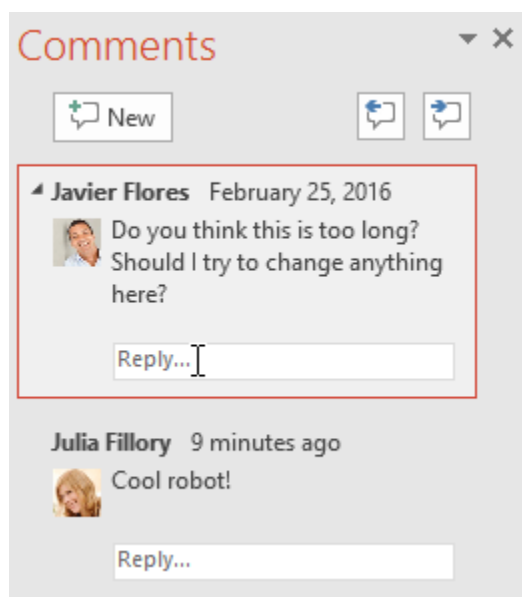 Comments
New
Javier Flores February 25, 2016
Do you think this is too long?
Should I try to change anything
here?
Reply...
Julia Fillory 9 minutes ago
Cool robot!
Reply...